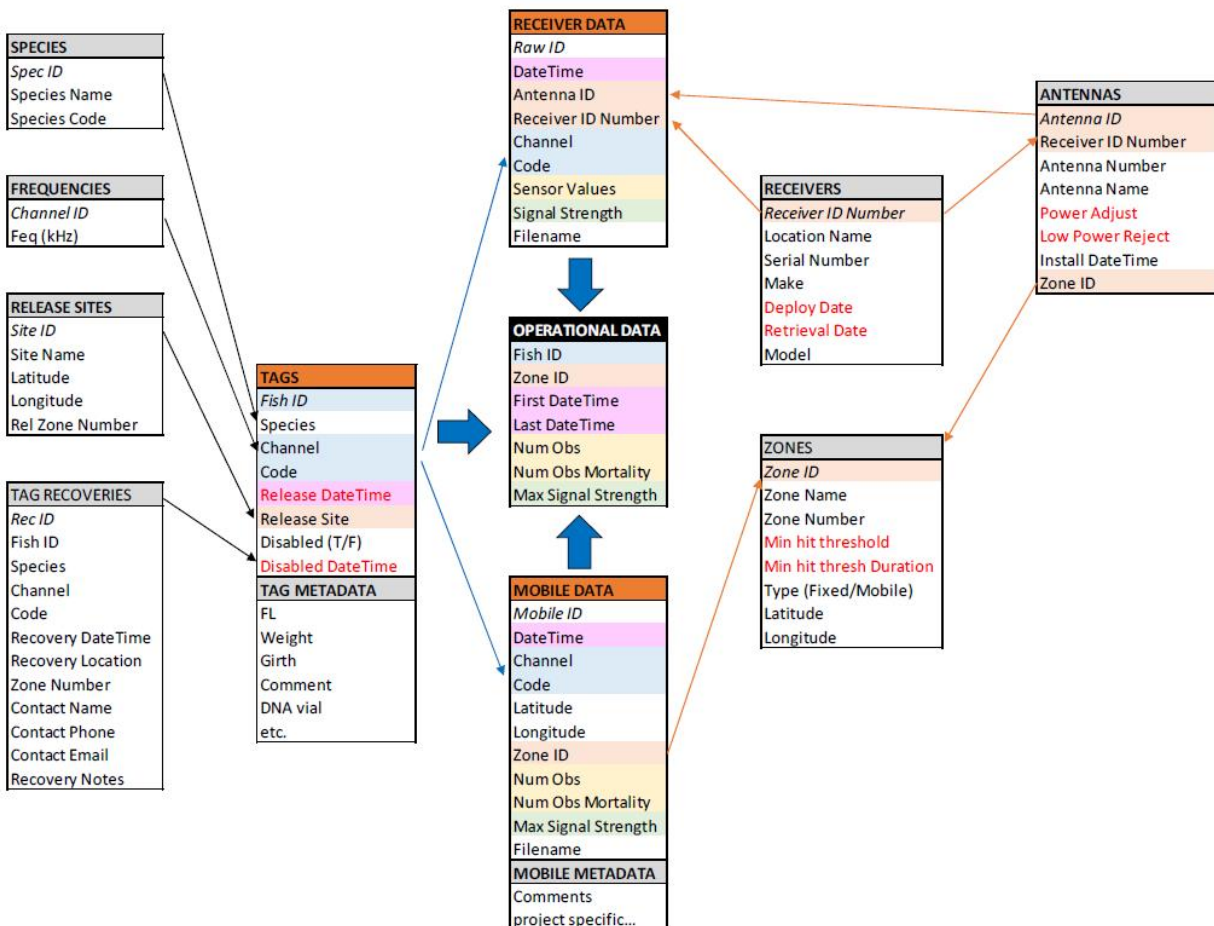 SPECIES
Spec ID
Species Name
Species Code
FREQUENCIES
Channel ID
Feq (kHz)
RELEASE SITES
Site ID
Site Name
Latitude
Longitude
Rel Zone Number
TAG RECOVERIES
Rec ID
Fish ID
Species
Channel
Code
Recovery DateTime
Recovery Location
Zone Number
Contact Name
Contact Phone
Contact Email
Recovery Notes
TAGS
Fish ID
Species
Channel
Code
Release DateTime
Release Site
Disabled (T/F)
Disabled DateTime
TAG METADATA
FL
Weight
Girth
Comment
DNA vial
etc.
RECEIVER DATA
Raw ID
DateTime
Antenna ID
Receiver ID Number
Channel
Code
Sensor Values
Signal Strength
Filename
OPERATIONAL DATA
Fish ID
Zone ID
First DateTime
Last DateTime
Num Obs
Num Obs Mortality
Max Signal Strength
MOBILE DATA
Mobile ID
DateTime
Channel
Code
Latitude
Longitude
Zone ID
Num Obs
Num Obs Mortality
Max Signal Strength
Filename
MOBILE METADATA
Comments
project specific...
RECEIVERS
Receiver ID Number
Location Name
Serial Number
Make
Deploy Date
Retrieval Date
Model
ZONES
Zone ID
Zone Name
Zone Number
Min hit threshold
Min hit thresh Duration
Type (Fixed/Mobile)
Latitude
Longitude
ANTENNAS
Antenna ID
Receiver ID Number
Antenna Number
Antenna Name
Power Adjust
Low Power Reject
Install DateTime
Zone ID